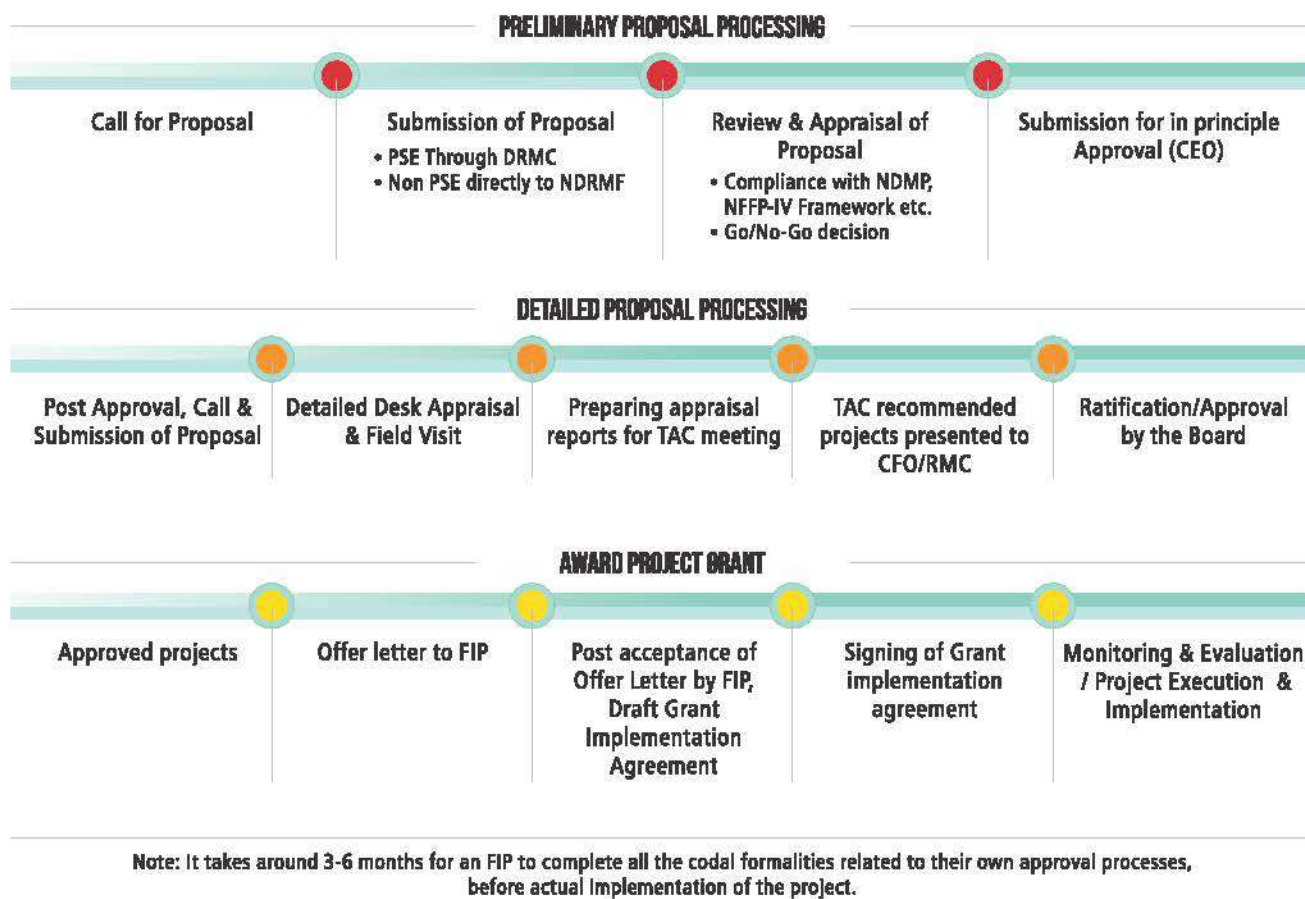 PRELIMINARY PROPOSAL PROCESSING
Call for Proposal
Submission of Proposal
• PSE Through DRMC
• Non PSE directly to NDRMF
Review & Appraisal of
Proposal
• Compliance with NDMP,
NFFP-IV Framework etc.
• Go/No-Go decision
Submission for in principle
Approval (CEO)
DETAILED PROPOSAL PROCESSING
Post Approval, Call &
Submission of Proposal
Detailed Desk Appraisal
& Field Visit
Preparing appraisal
reports for TAC meeting
TAC recommended
projects presented to
CFO/RMC
Ratification/Approval
by the Board
AWARD PROJECT GRANT
Approved projects
Offer letter to FIP
Post acceptance of
Offer Letter by FIP,
Draft Grant
Implementation
Agreement
Signing of Grant
implementation
agreement
Monitoring & Evaluation
/ Project Execution &
Implementation
Note: It takes around 3-6 months for an FIP to complete all the codal formalities related to their own approval processes,
before actual implementation of the project.